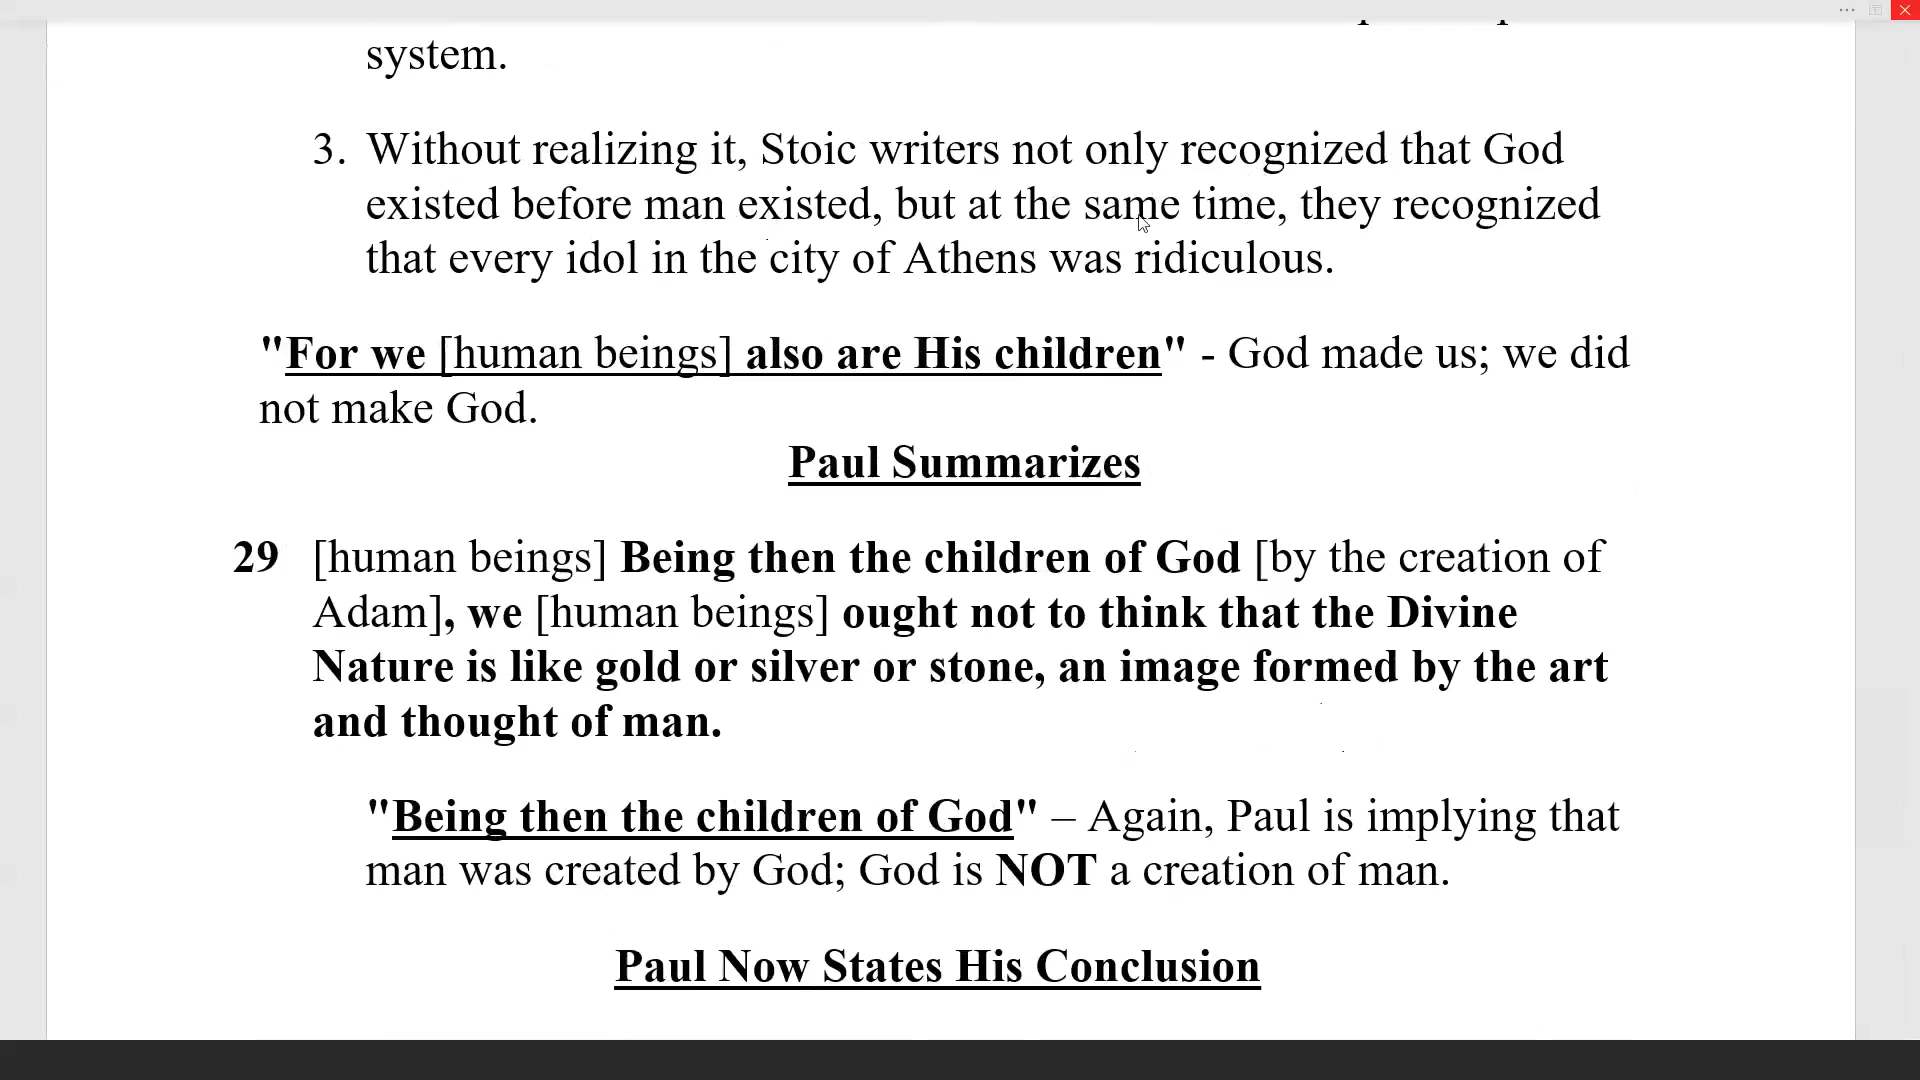 system.
3. Without realizing it, Stoic writers not only recognized that God
existed before man existed, but at the same time, they recognized
that every idol in the city of Athens was ridiculous.
"For we [human beings] also are His children" - God made us; we did
not make God.
Paul Summarizes
29 [human beings] Being then the children of God [by the creation of
Adam], we [human beings] ought not to think that the Divine
Nature is like gold or silver or stone, an image formed by the art
and thought of man.
"Being then the children of God" – Again, Paul is implying that
man was created by God; God is NOT a creation of man.
Paul Now States His Conclusion